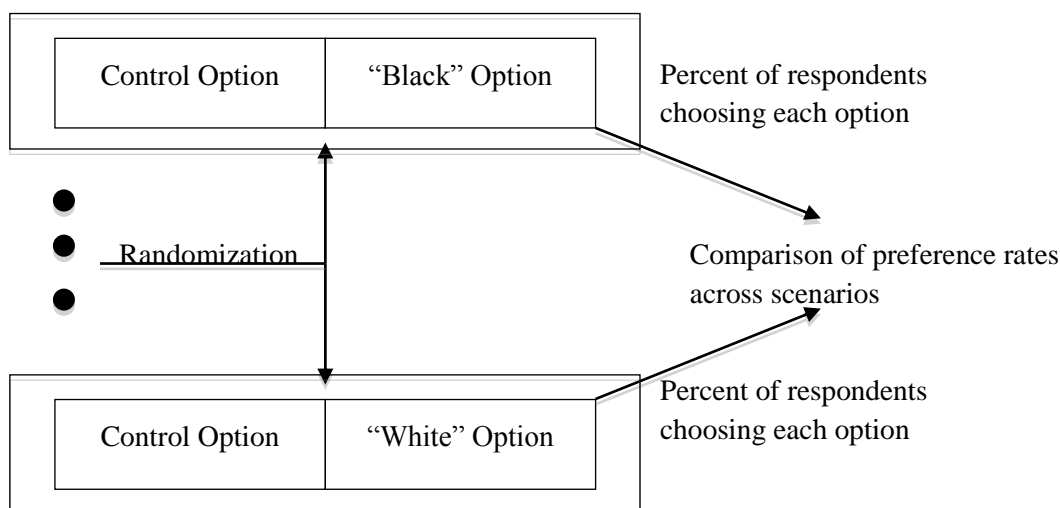 Control Option
“Black” Option
Percent of respondents
choosing each option
Randomization
Comparison of preference rates
across scenarios
Control Option
“White” Option
Percent of respondents
choosing each option